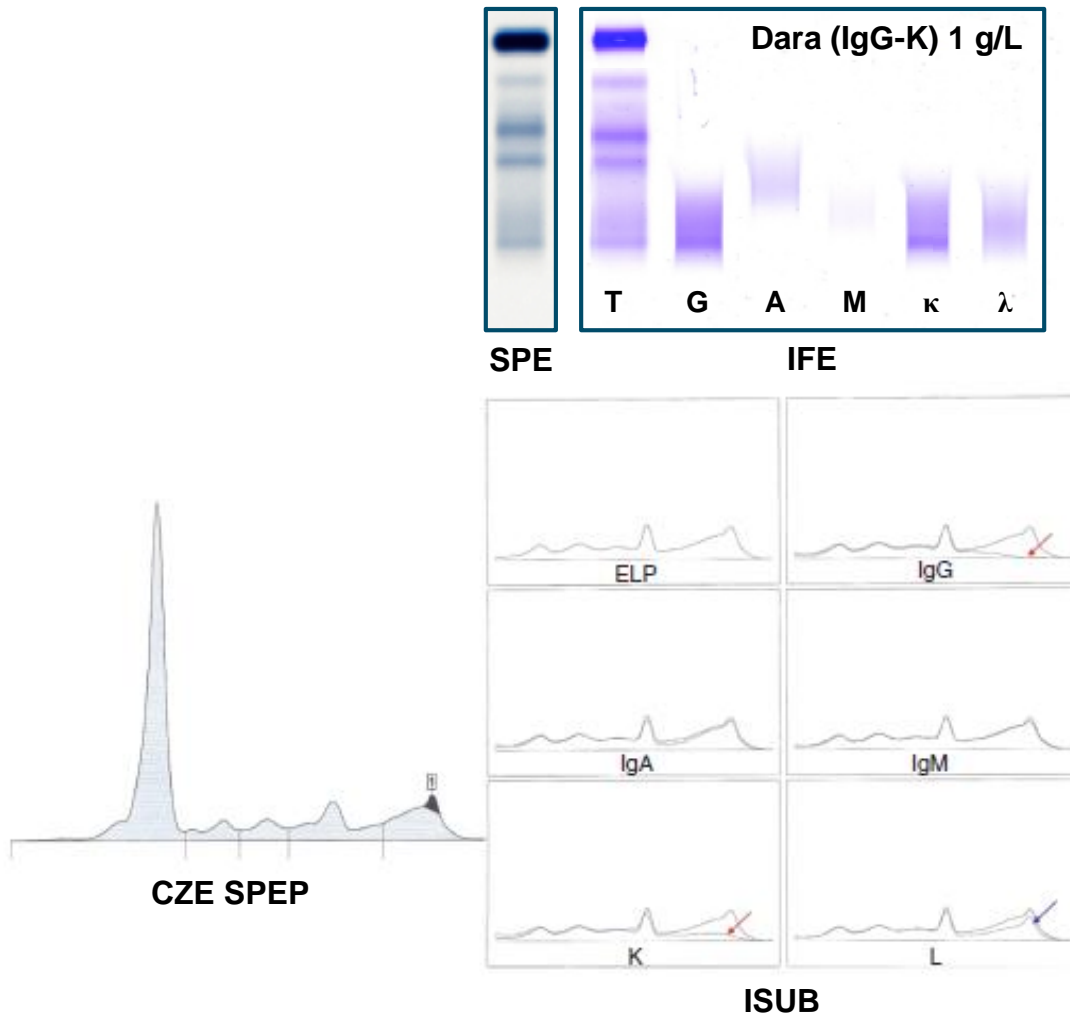 Dara (IgG-K) 1 g/L
T G A M κ λ
SPE IFE
ELP IgG
IgA IgM
1
CZE SPEP
K L
ISUB